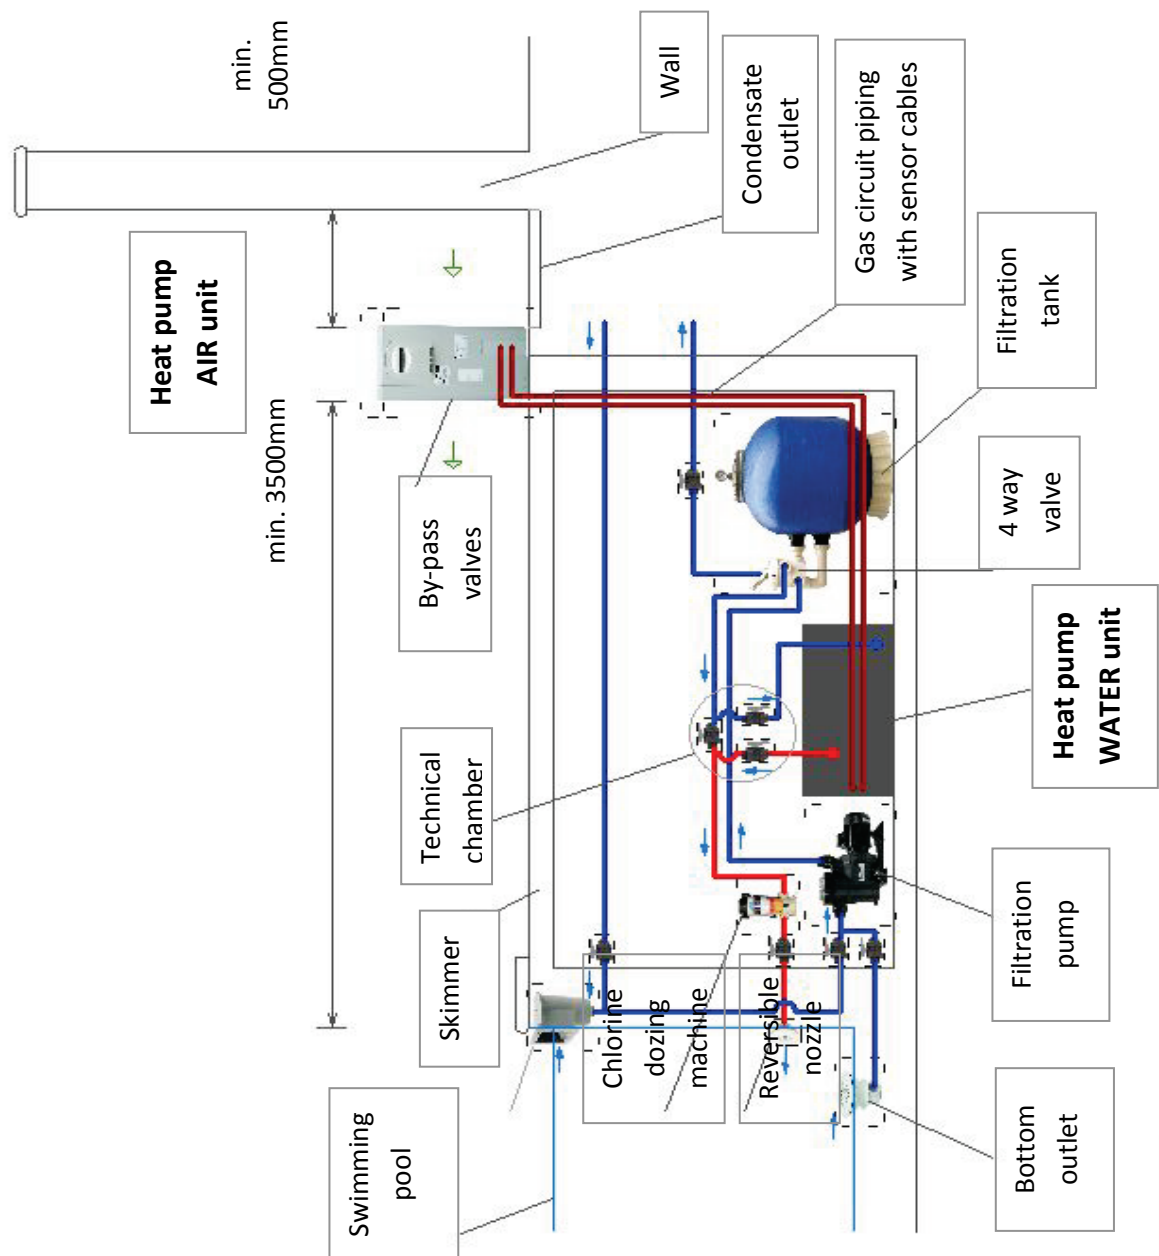 min.
500mm
Wall
Condensate
outlet
Gas circuit piping
with sensor cables
Filtration
tank
Heat pump
AIR unit
min. 3500mm
By-pass
valves
4 way
valve
Heat pump
WATER unit
Technical
chamber
Skimmer
Filtration
pump
Swimming
pool
Chlorine
dozing
machine
Reversible
nozzle
Bottom
outlet